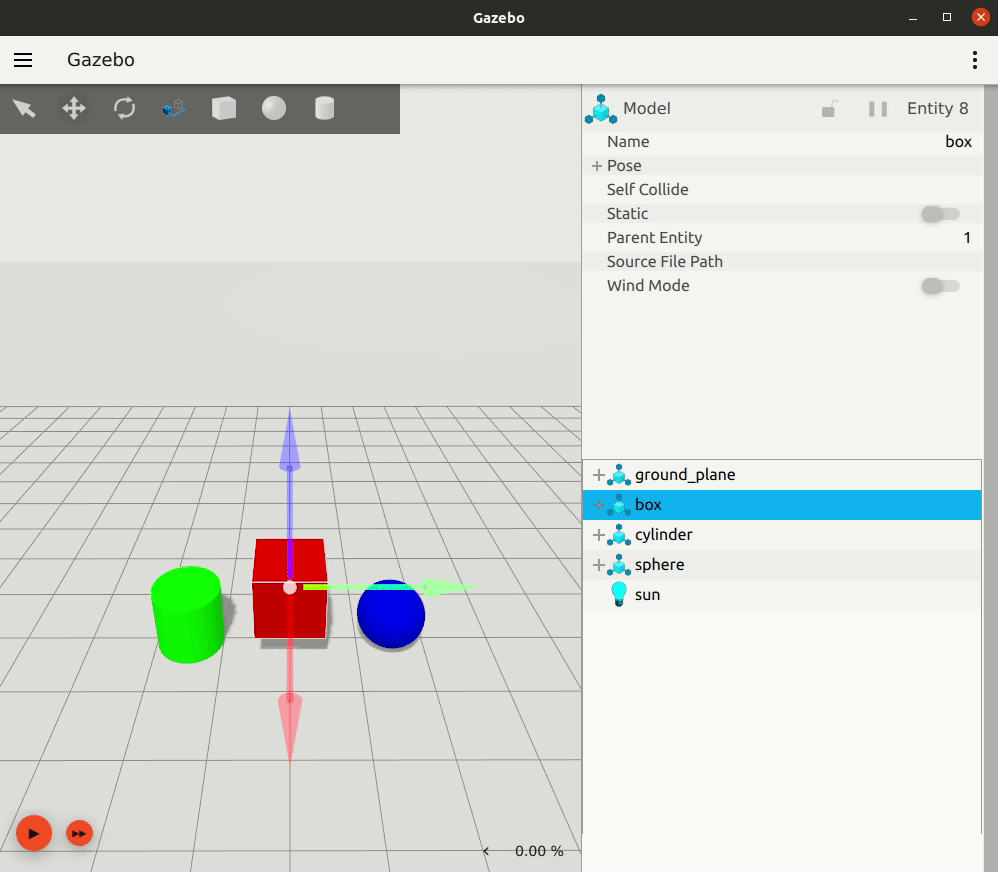 Gazebo
Gazebo
Model Entity 8
Name box
Pose
Self Collide
Static
Parent Entity 1
Source File Path
Wind Mode
ground_plane
box
cylinder
sphere
sun
0.00 %